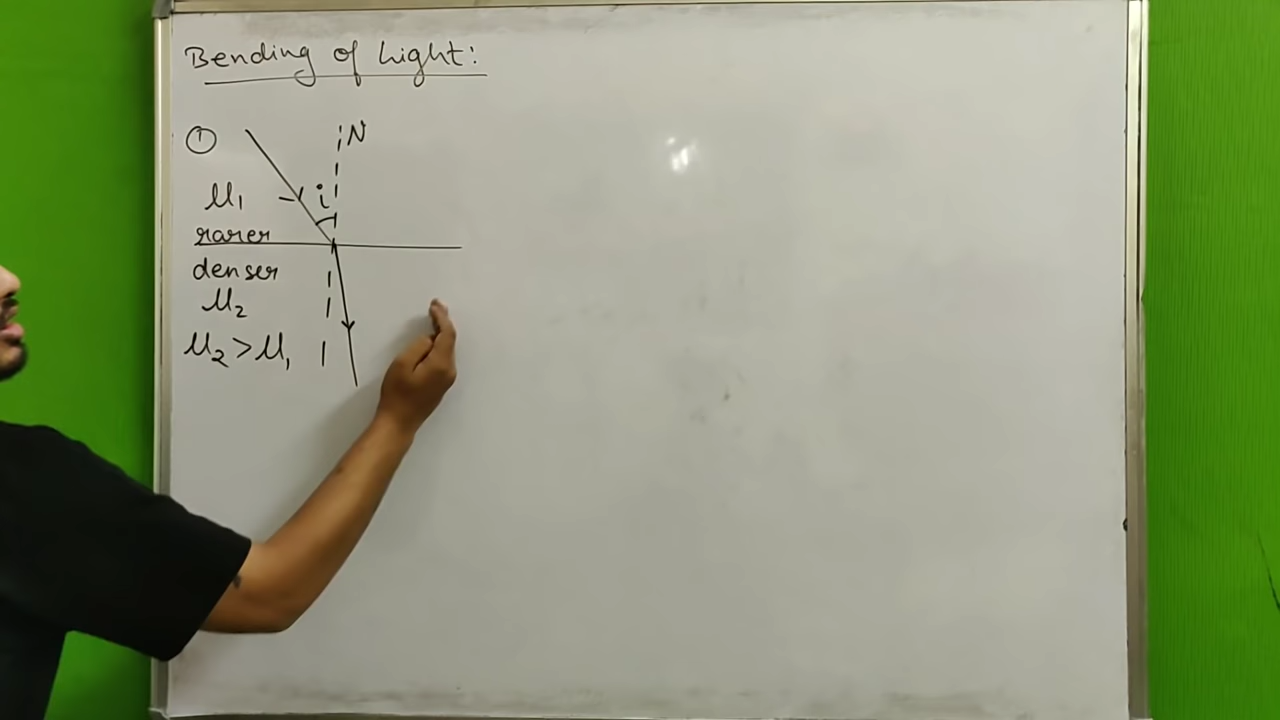 Bending of Light:
①
N
μ₁
i
rarer
denser
μ₂
μ₂ > μ₁